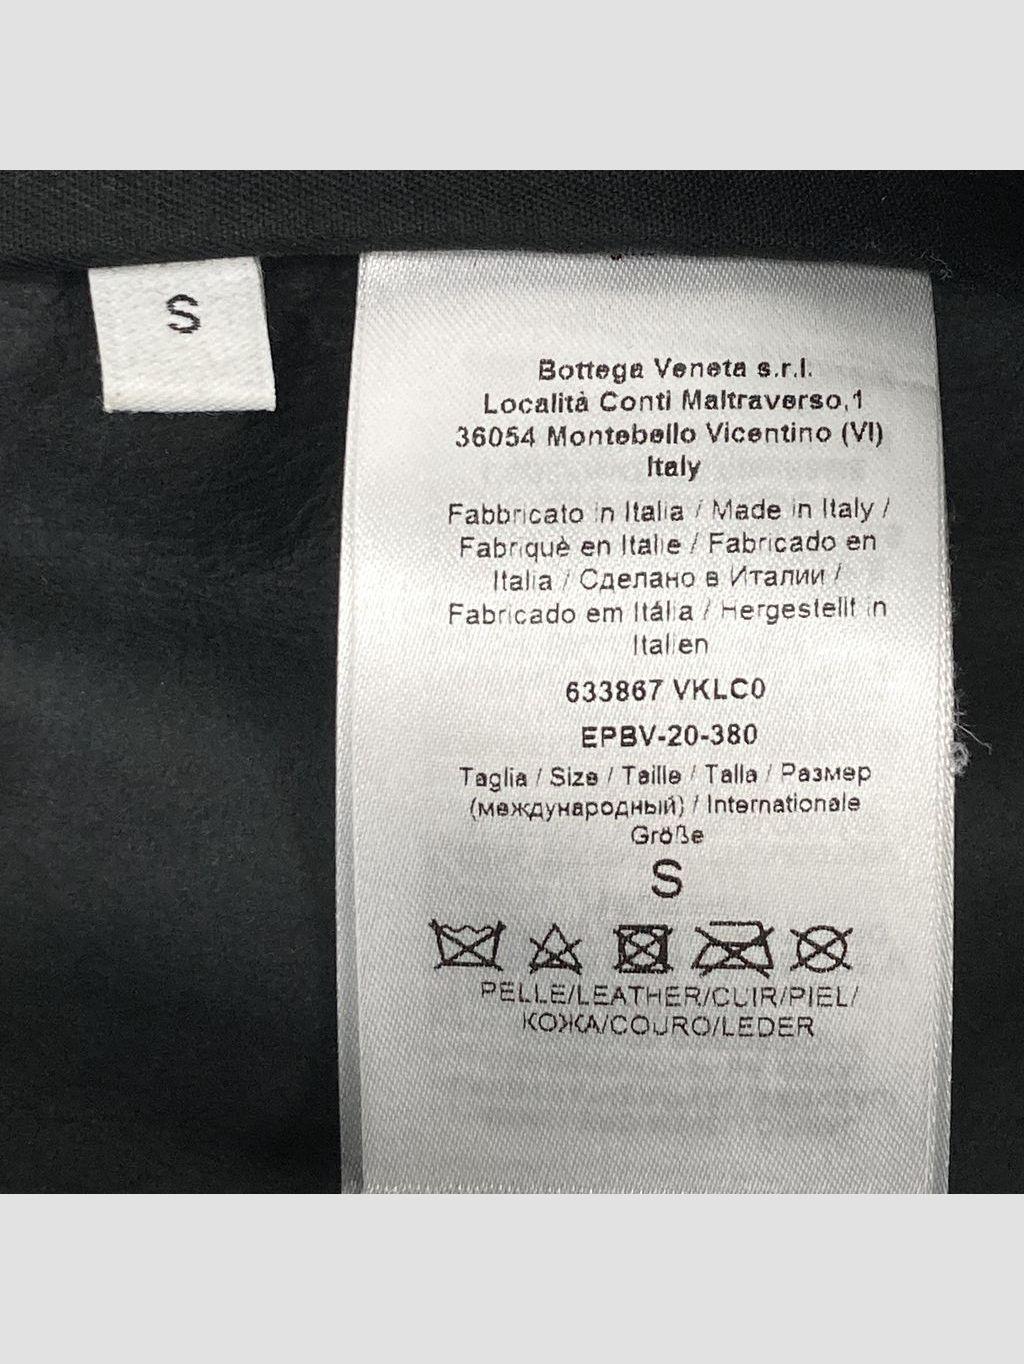 S
Bottega Veneta s.r.l.
Località Conti Maltraverso,1
36054 Montebello Vicentino (VI)
Italy
Fabbricato in Italia / Made in Italy /
Fabriquè en Italie / Fabricado en
Italia / Сделано в Италии /
Fabricado em Itália / Hergestellt in
Italien
633867 VKLC0
EPBV-20-380
Taglia / Size / Taille / Talla / Размер
(международный) / Internationale
Größe
S
PELLE/LEATHER/CUIR/PIEL/
КОЖА/COURO/LEDER